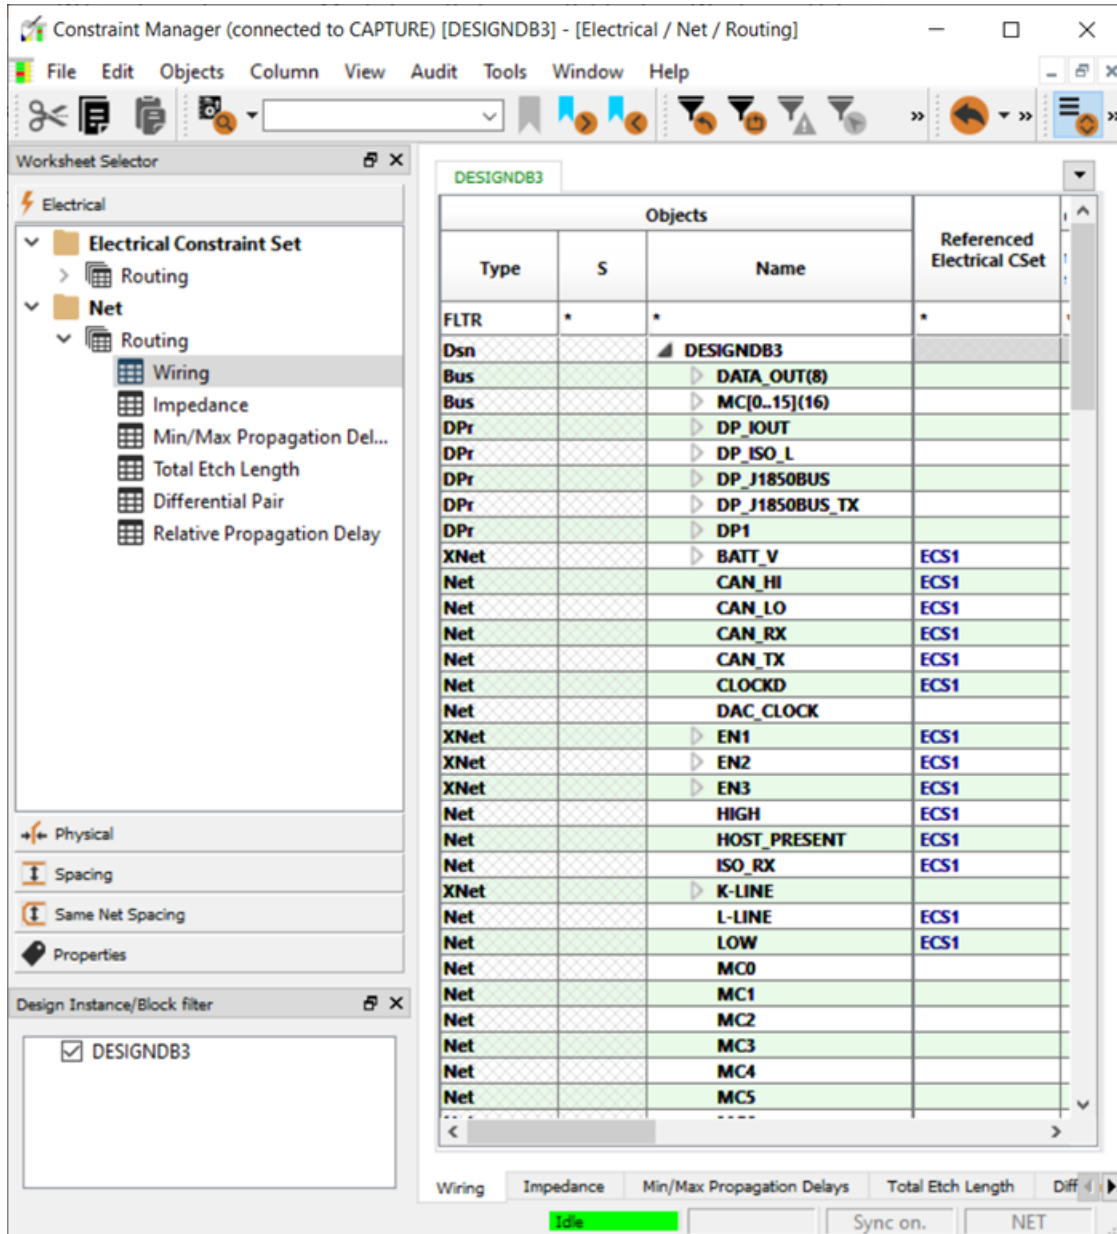 Constraint Manager (connected to CAPTURE) [DESIGNDB3] - [Electrical / Net / Routing]
File Edit Objects Column View Audit Tools Window Help
Worksheet Selector
Electrical
Electrical Constraint Set
Routing
Net
Routing
Wiring
Impedance
Min/Max Propagation Del...
Total Etch Length
Differential Pair
Relative Propagation Delay
Physical
Spacing
Same Net Spacing
Properties
Design Instance/Block filter
DESIGNDB3
DESIGNDB3
Objects
Referenced Electrical CSet
Type S Name
FLTR * * *
Dsn DESIGNDB3
Bus DATA_OUT(8)
Bus MC[0..15](16)
DPr DP_IOUT
DPr DP_ISO_L
DPr DP_J1850BUS
DPr DP_J1850BUS_TX
DPr DP1
XNet BATT_V ECS1
Net CAN_HI ECS1
Net CAN_LO ECS1
Net CAN_RX ECS1
Net CAN_TX ECS1
Net CLOCKD ECS1
Net DAC_CLOCK
XNet EN1 ECS1
XNet EN2 ECS1
XNet EN3 ECS1
Net HIGH ECS1
Net HOST_PRESENT ECS1
Net ISO_RX ECS1
XNet K-LINE
Net L-LINE ECS1
Net LOW ECS1
Net MC0
Net MC1
Net MC2
Net MC3
Net MC4
Net MC5
Wiring Impedance Min/Max Propagation Delays Total Etch Length Diff
Idle Sync on. NET